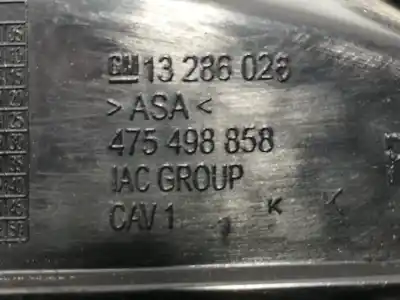 GM 13 286 028
>ASA<
475 498 858
IAC GROUP
CAV 1 K K